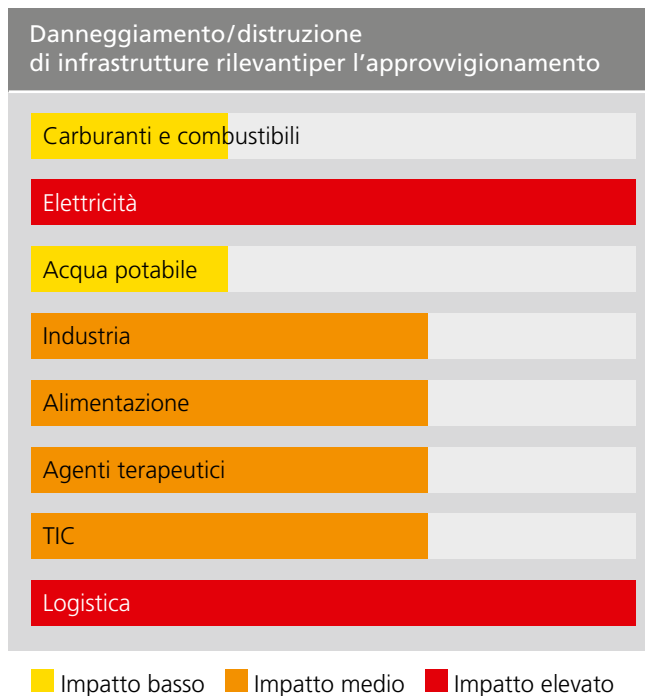 Danneggiamento/distruzione
di infrastrutture rilevantiper l’approvvigionamento
Carburanti e combustibili
Elettricità
Acqua potabile
Industria
Alimentazione
Agenti terapeutici
TIC
Logistica
Impatto basso Impatto medio Impatto elevato